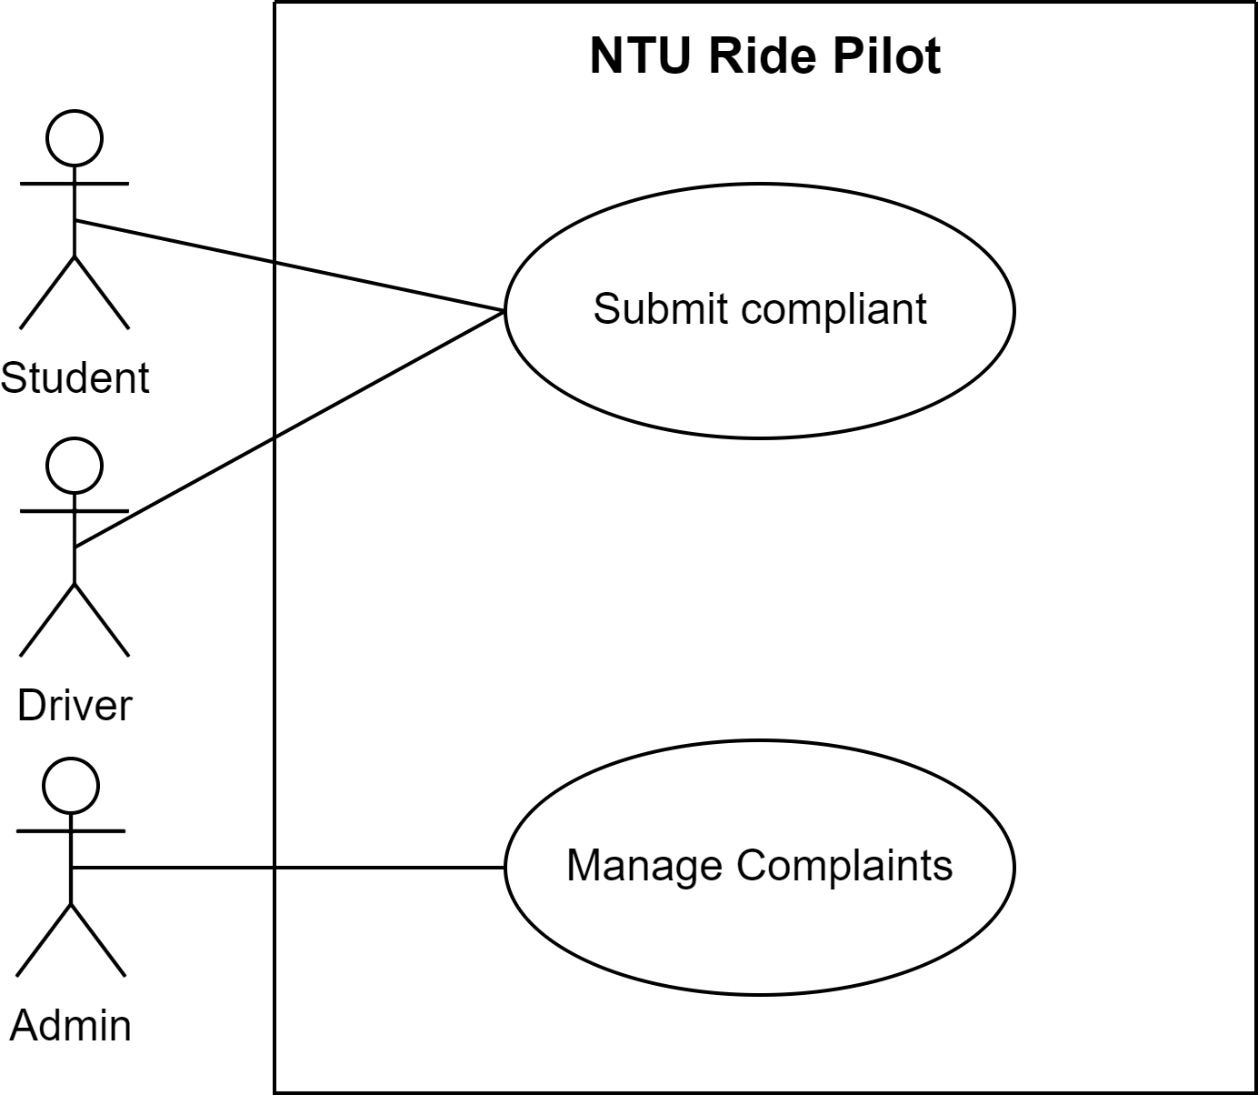 NTU Ride Pilot
Student
Submit compliant
Driver
Manage Complaints
Admin